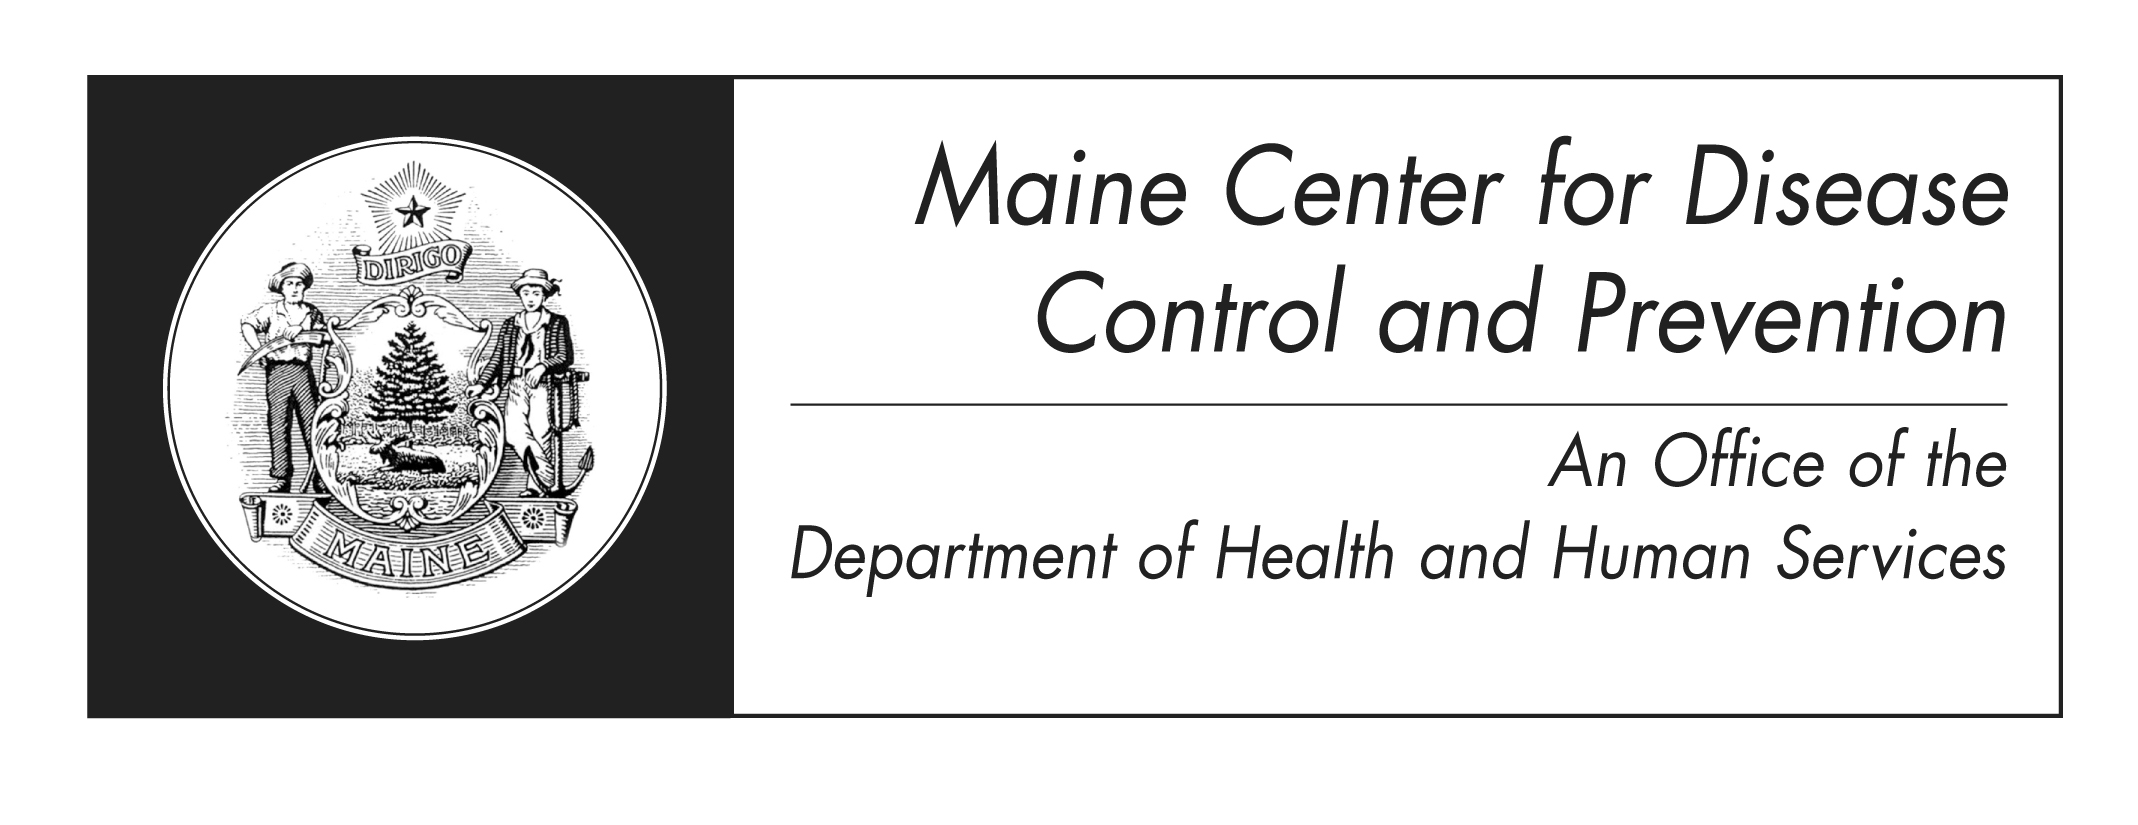 DIRIGO
MAINE
Maine Center for Disease
Control and Prevention
An Office of the
Department of Health and Human Services